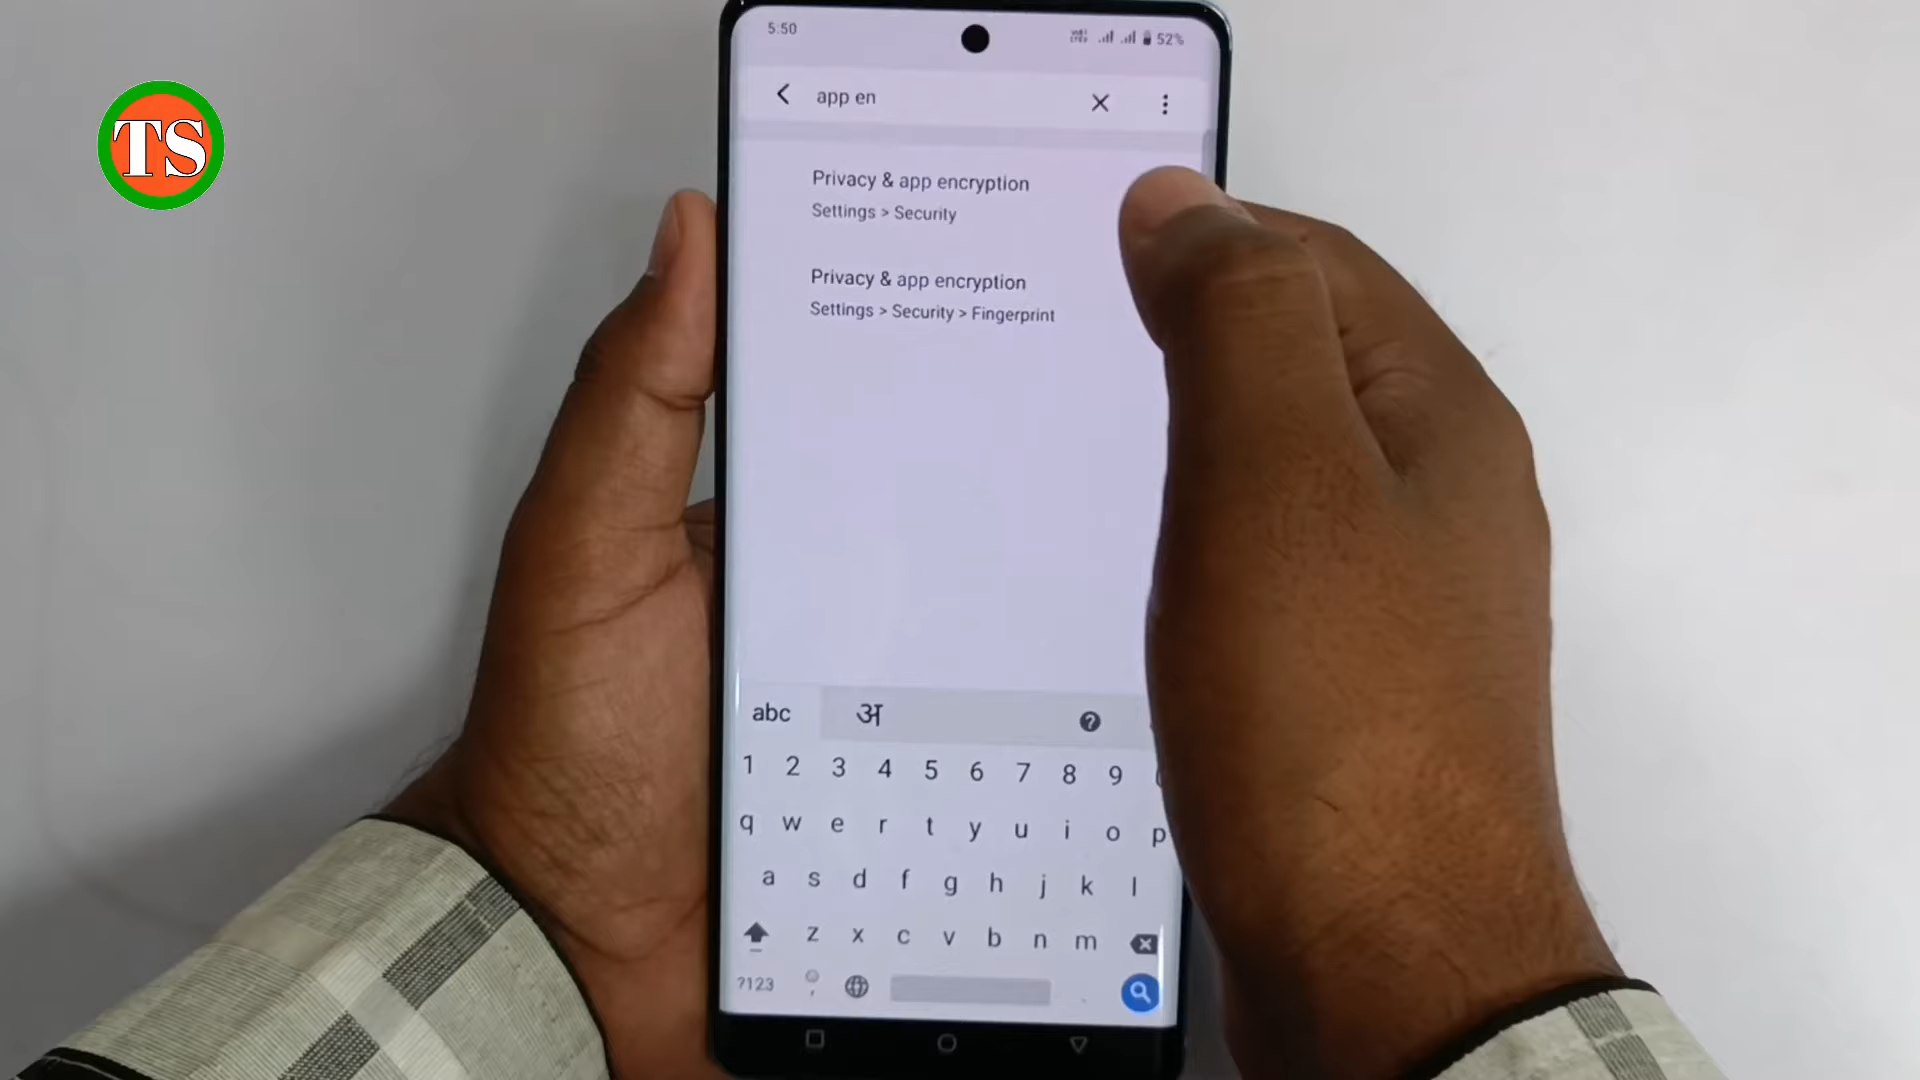 TS
5:50
52%
app en
Privacy & app encryption
Settings > Security
Privacy & app encryption
Settings > Security > Fingerprint
abc अ ?
1 2 3 4 5 6 7 8 9
q w e r t y u i o p
a s d f g h j k l
z x c v b n m
?123 , .